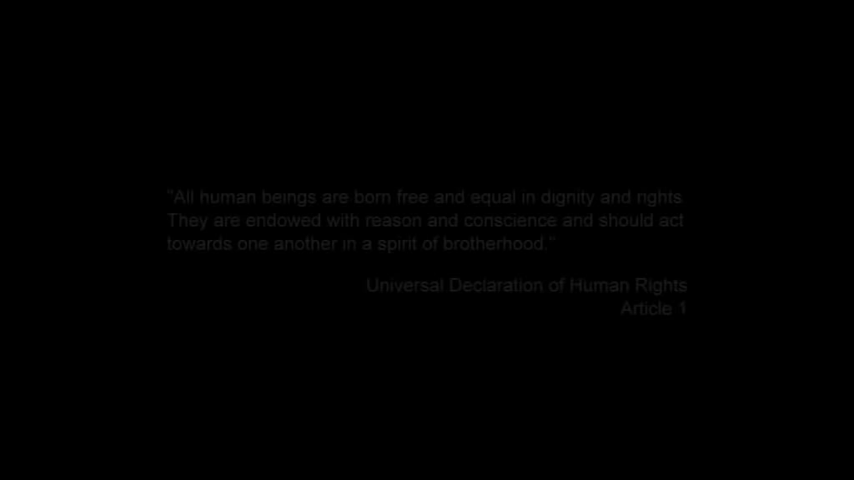 "All human beings are born free and equal in dignity and rights.
They are endowed with reason and conscience and should act
towards one another in a spirit of brotherhood."
Universal Declaration of Human Rights
Article 1